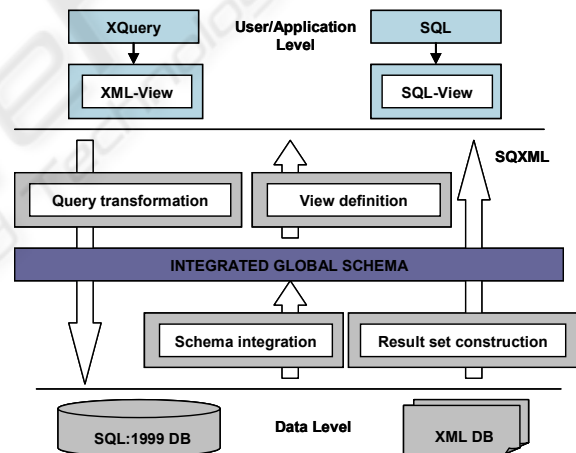 XQuery
User/Application
Level
SQL
XML-View
SQL-View
SQXML
Query transformation
View definition
INTEGRATED GLOBAL SCHEMA
Schema integration
Result set construction
SQL:1999 DB
Data Level
XML DB